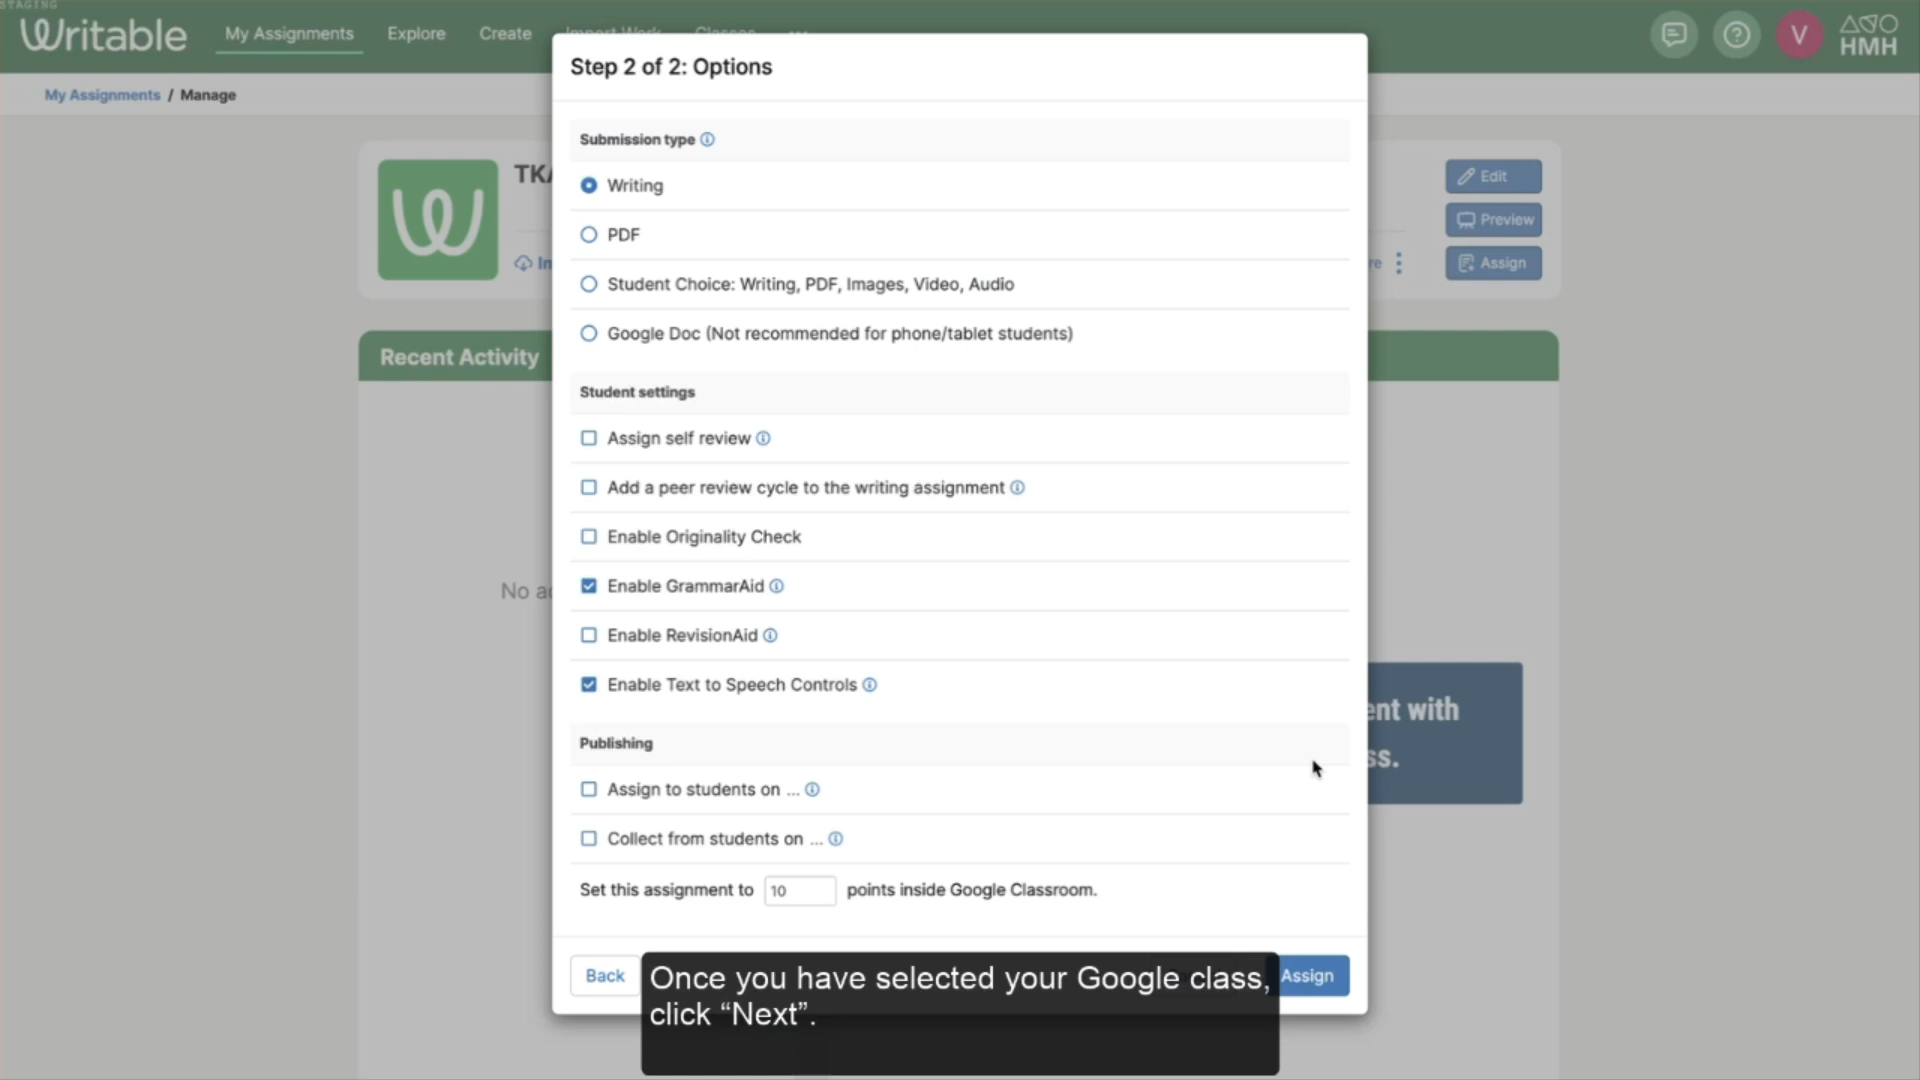 STAGING
Writable
My Assignments
Explore
Create
Import Work
Classes
V
HMH
My Assignments / Manage
Step 2 of 2: Options
Submission type
Writing
PDF
Student Choice: Writing, PDF, Images, Video, Audio
Google Doc (Not recommended for phone/tablet students)
Student settings
Assign self review
Add a peer review cycle to the writing assignment
Enable Originality Check
Enable GrammarAid
Enable RevisionAid
Enable Text to Speech Controls
Publishing
Assign to students on ...
Collect from students on ...
Set this assignment to 10 points inside Google Classroom.
Back
Assign
Edit
Preview
Assign
Recent Activity
No
with
Once you have selected your Google class,
click “Next”.